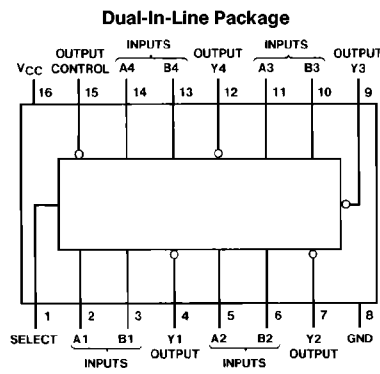 Dual-In-Line Package
OUTPUT INPUTS OUTPUT INPUTS OUTPUT
VCC CONTROL A4 B4 Y4 A3 B3 Y3
16 15 14 13 12 11 10 9
1 2 3 4 5 6 7 8
SELECT A1 B1 Y1 A2 B2 Y2 GND
INPUTS OUTPUT INPUTS OUTPUT